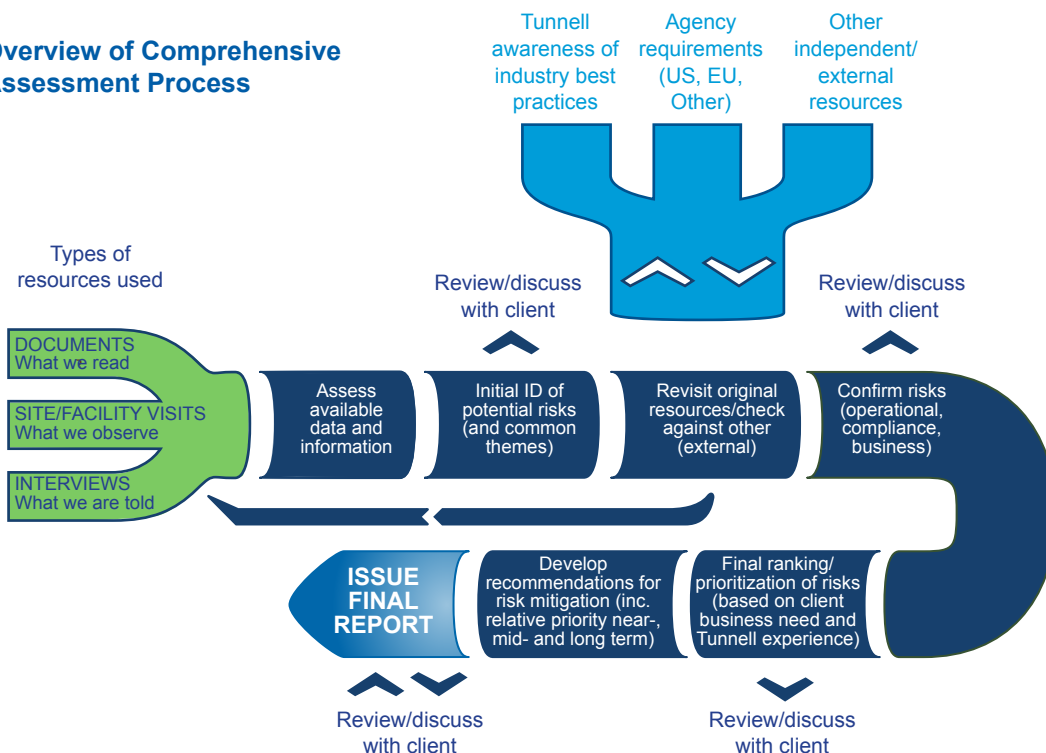 Overview of Comprehensive
Assessment Process
Tunnell
awareness of
industry best
practices
Agency
requirements
(US, EU,
Other)
Other
independent/
external
resources
Types of
resources used
Review/discuss
with client
Review/discuss
with client
DOCUMENTS
What we read
SITE/FACILITY VISITS
What we observe
INTERVIEWS
What we are told
Assess
available
data and
information
Initial ID of
potential risks
(and common
themes)
Revisit original
resources/check
against other
(external)
Confirm risks
(operational,
compliance,
business)
ISSUE
FINAL
REPORT
Develop
recommendations for
risk mitigation (inc.
relative priority near-,
mid- and long term)
Final ranking/
prioritization of risks
(based on client
business need and
Tunnell experience)
Review/discuss
with client
Review/discuss
with client